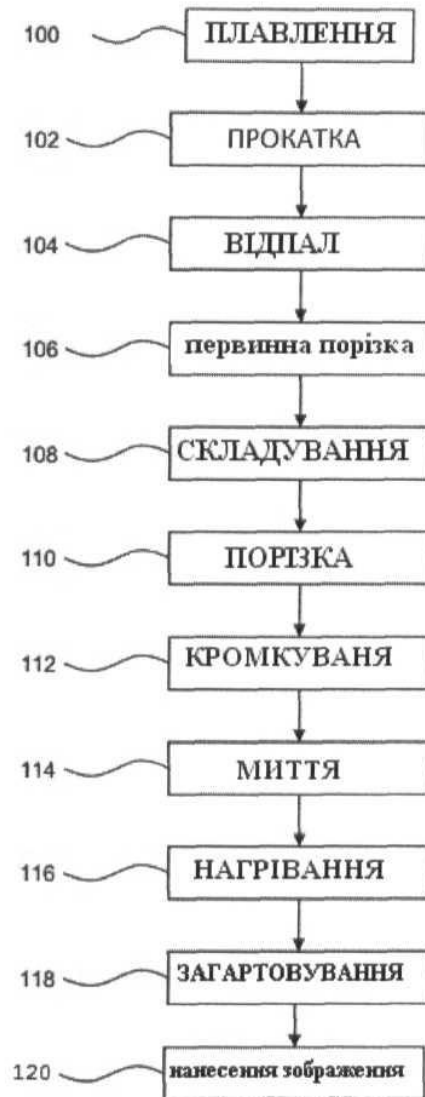 100 ПЛАВЛЕННЯ
102 ПРОКАТКА
104 ВІДПАЛ
106 первинна порізка
108 СКЛАДУВАННЯ
110 ПОРІЗКА
112 КРОМКУВАНЯ
114 МИТТЯ
116 НАГРІВАННЯ
118 ЗАГАРТОВУВАННЯ
120 нанесення зображення